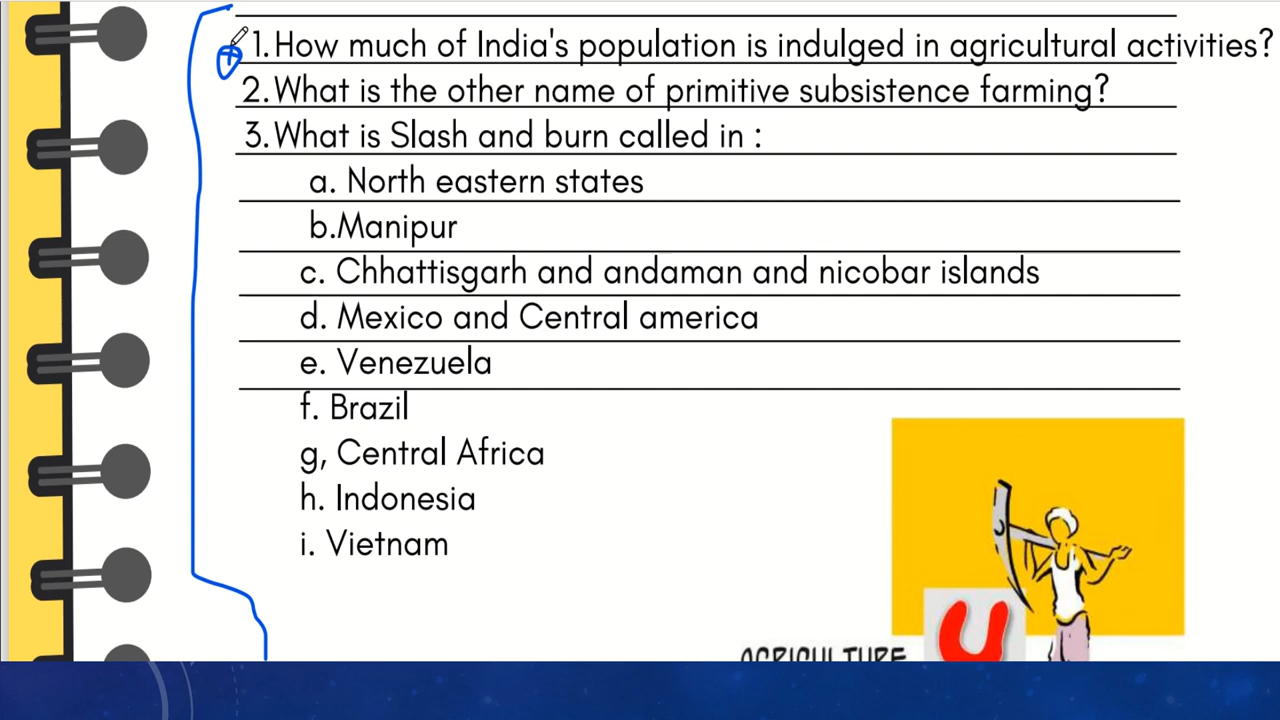 1.How much of India's population is indulged in agricultural activities?
2.What is the other name of primitive subsistence farming?
3.What is Slash and burn called in :
a. North eastern states
b.Manipur
c. Chhattisgarh and andaman and nicobar islands
d. Mexico and Central america
e. Venezuela
f. Brazil
g, Central Africa
h. Indonesia
i. Vietnam
AGRICULTURE